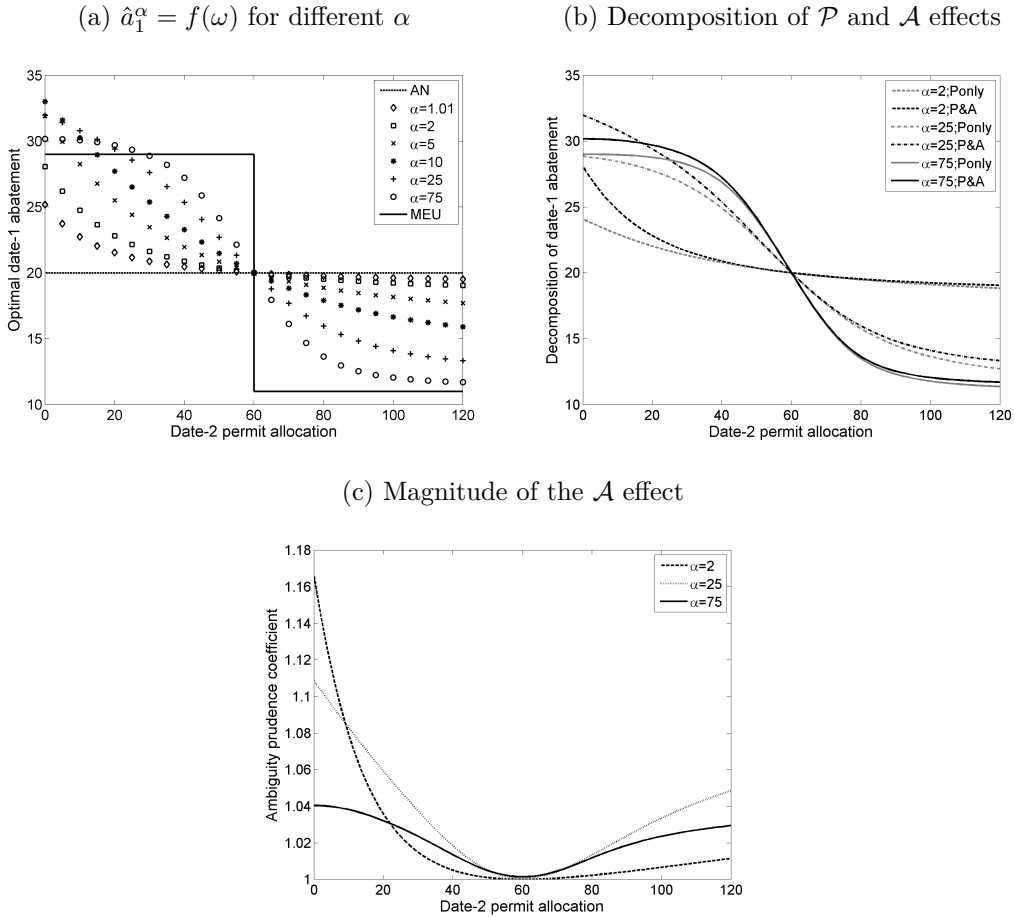 (a) â₁^α = f(ω) for different α
35
30
25
20
15
10
0 20 40 60 80 100 120
Optimal date-1 abatement
Date-2 permit allocation
AN
α=1.01
α=2
α=5
α=10
α=25
α=75
MEU
(b) Decomposition of 𝒫 and 𝒜 effects
35
30
25
20
15
10
0 20 40 60 80 100 120
Decomposition of date-1 abatement
Date-2 permit allocation
α=2;Ponly
α=2;P&A
α=25;Ponly
α=25;P&A
α=75;Ponly
α=75;P&A
(c) Magnitude of the 𝒜 effect
1.18
1.16
1.14
1.12
1.1
1.08
1.06
1.04
1.02
1
0 20 40 60 80 100 120
Ambiguity prudence coefficient
Date-2 permit allocation
α=2
α=25
α=75